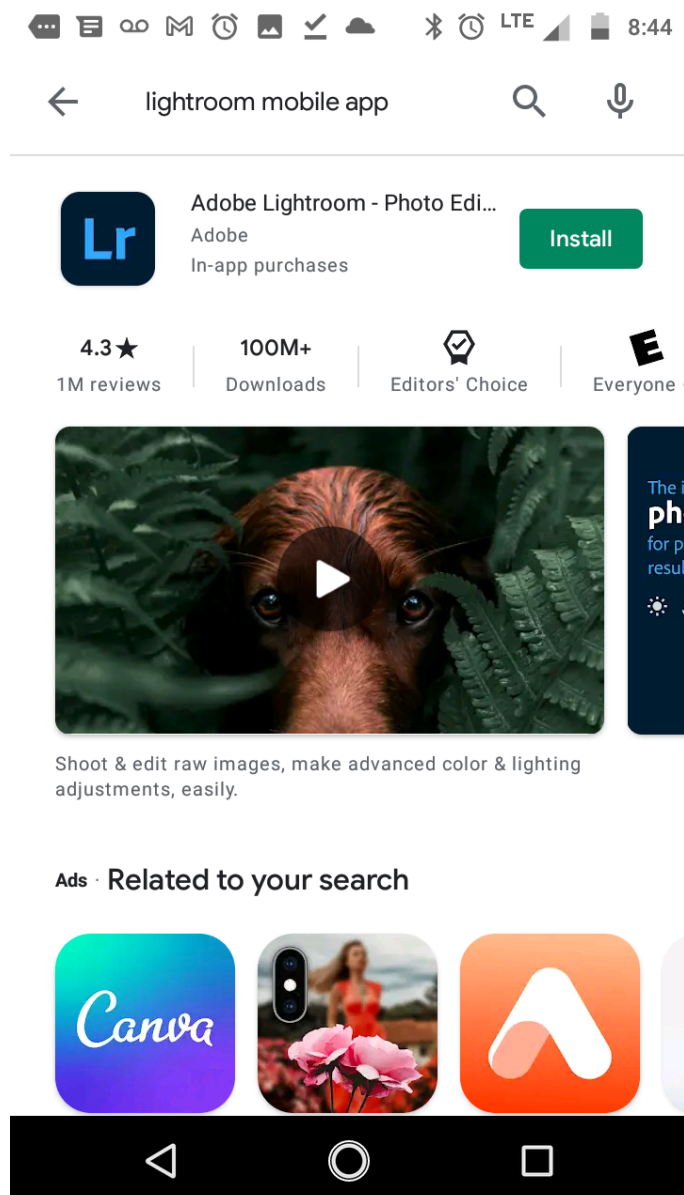 LTE 8:44
lightroom mobile app
Lr
Adobe Lightroom - Photo Edi...
Adobe
In-app purchases
Install
4.3★
1M reviews
100M+
Downloads
Editors' Choice
E
Everyone
The i
pho
for p
resul
Shoot & edit raw images, make advanced color & lighting
adjustments, easily.
Ads · Related to your search
Canva